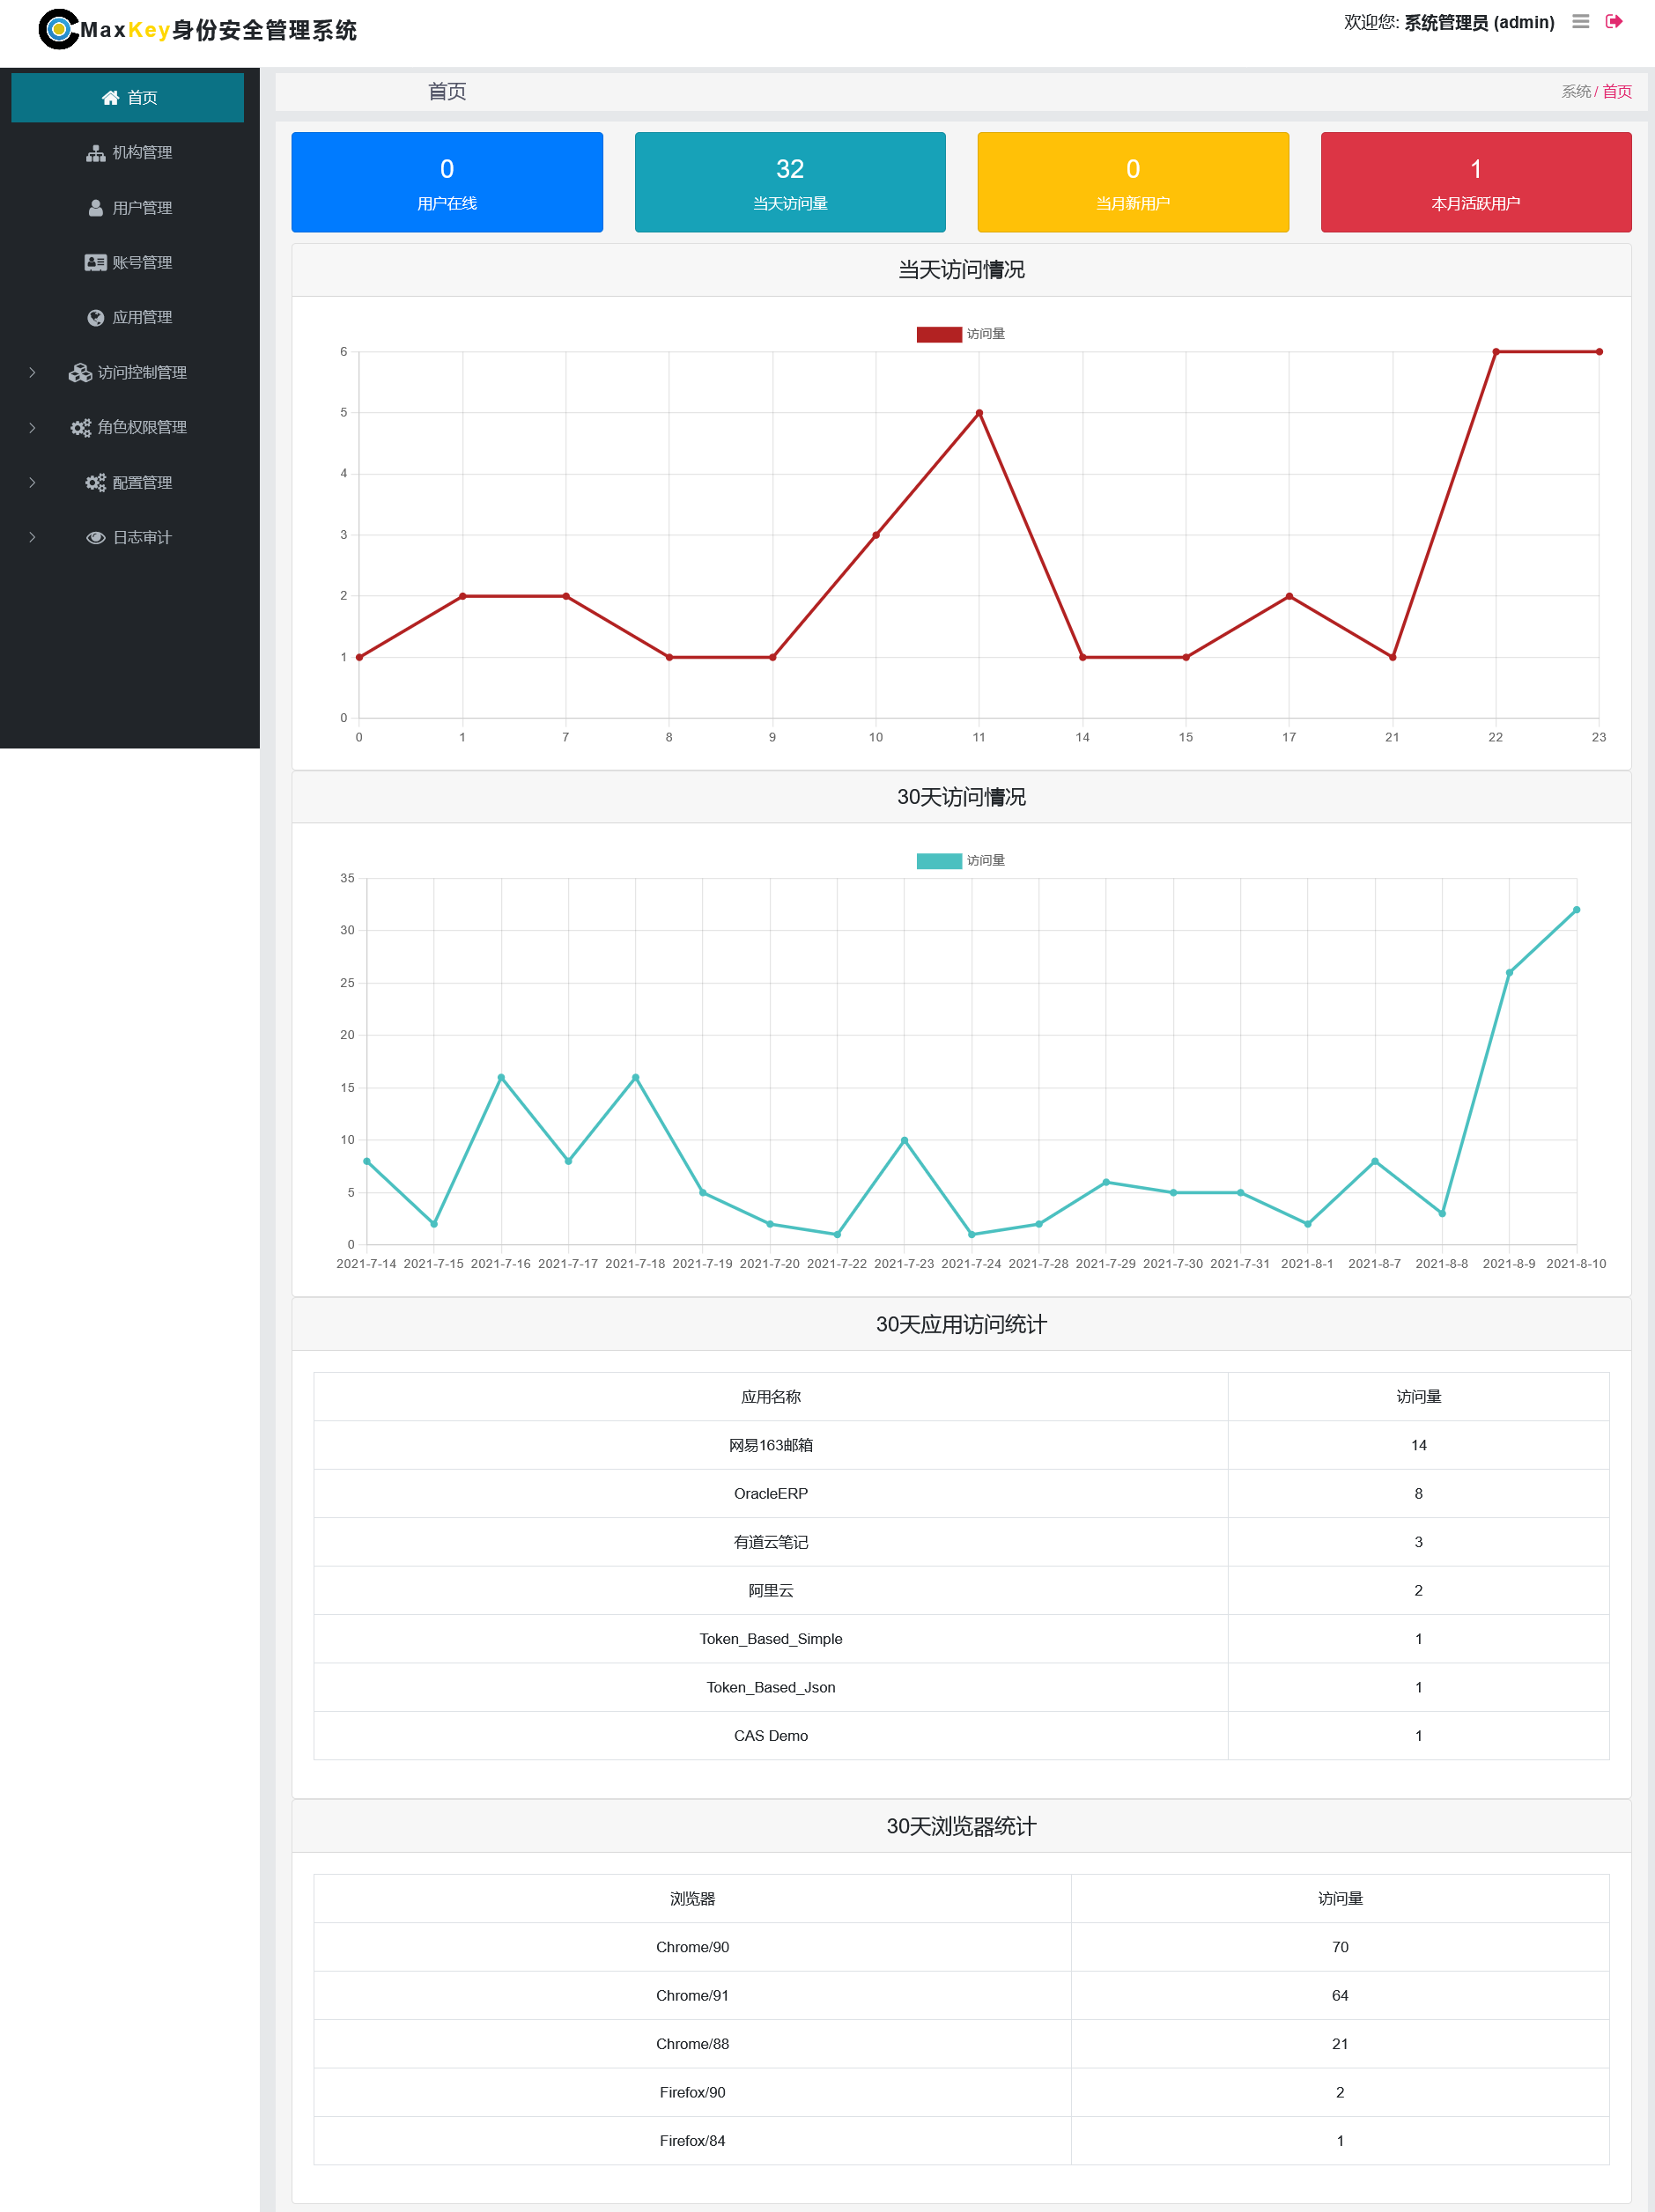 MaxKey身份安全管理系统
欢迎您: 系统管理员 (admin)
首页
机构管理
用户管理
账号管理
应用管理
访问控制管理
角色权限管理
配置管理
日志审计
首页
系统 / 首页
0
用户在线
32
当天访问量
0
当月新用户
1
本月活跃用户
当天访问情况
访问量
6
5
4
3
2
1
0
0 1 7 8 9 10 11 14 15 17 21 22 23
30天访问情况
访问量
35
30
25
20
15
10
5
0
2021-7-14 2021-7-15 2021-7-16 2021-7-17 2021-7-18 2021-7-19 2021-7-20 2021-7-22 2021-7-23 2021-7-24 2021-7-28 2021-7-29 2021-7-30 2021-7-31 2021-8-1 2021-8-7 2021-8-8 2021-8-9 2021-8-10
30天应用访问统计
应用名称 访问量
网易163邮箱 14
OracleERP 8
有道云笔记 3
阿里云 2
Token_Based_Simple 1
Token_Based_Json 1
CAS Demo 1
30天浏览器统计
浏览器 访问量
Chrome/90 70
Chrome/91 64
Chrome/88 21
Firefox/90 2
Firefox/84 1